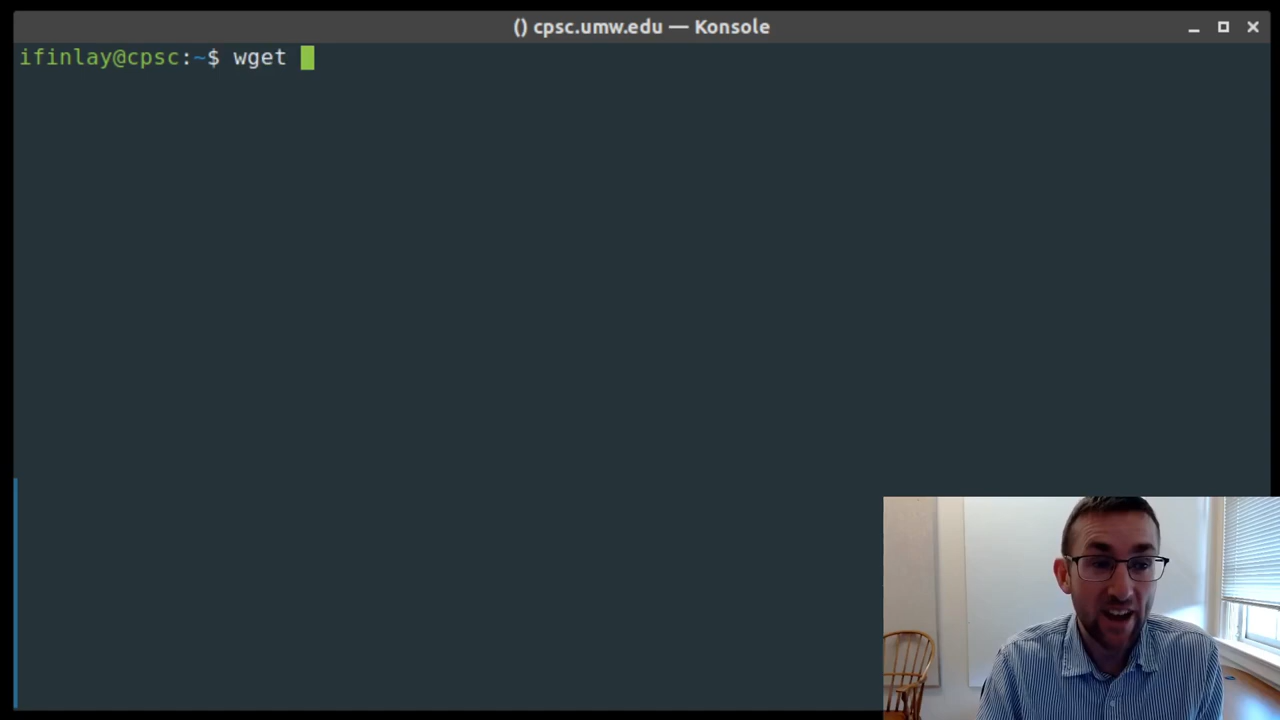 () cpsc.umw.edu — Konsole
ifinlay@cpsc:~$ wget